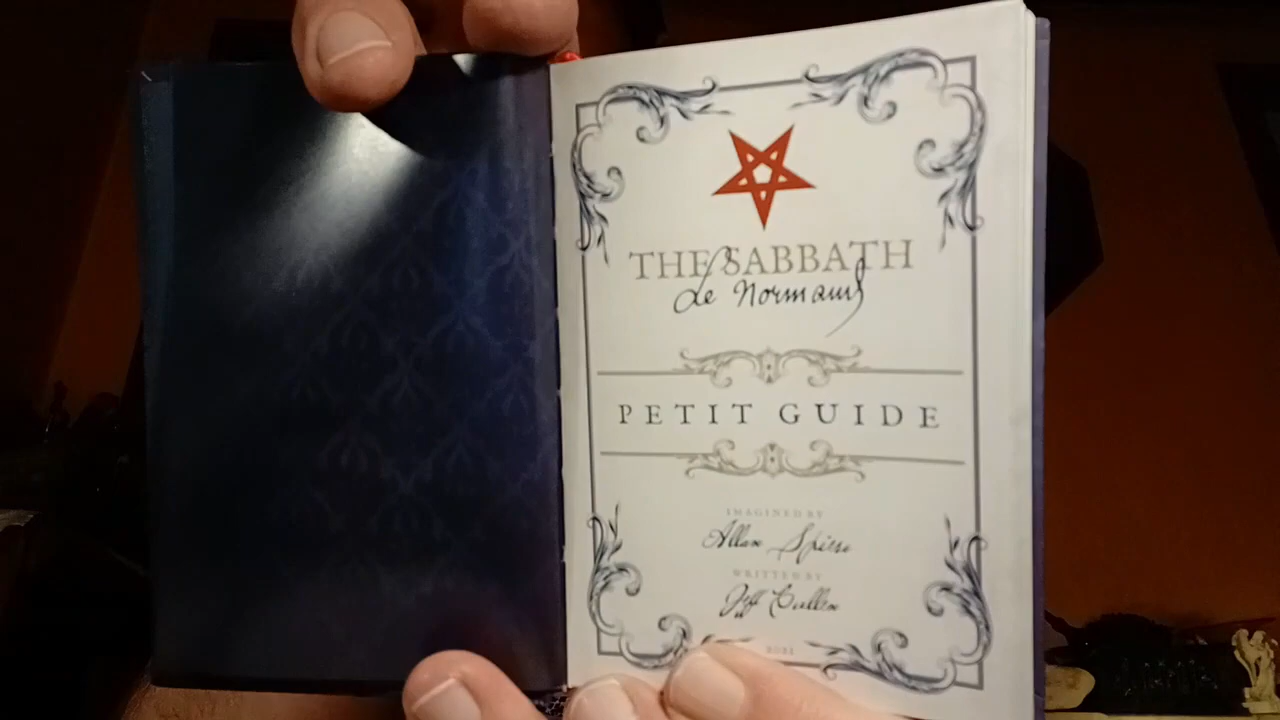 THE SABBATH
Le Normand
PETIT GUIDE
IMAGINED BY
Allan Spiers
WRITTEN BY
Jeff Cullen